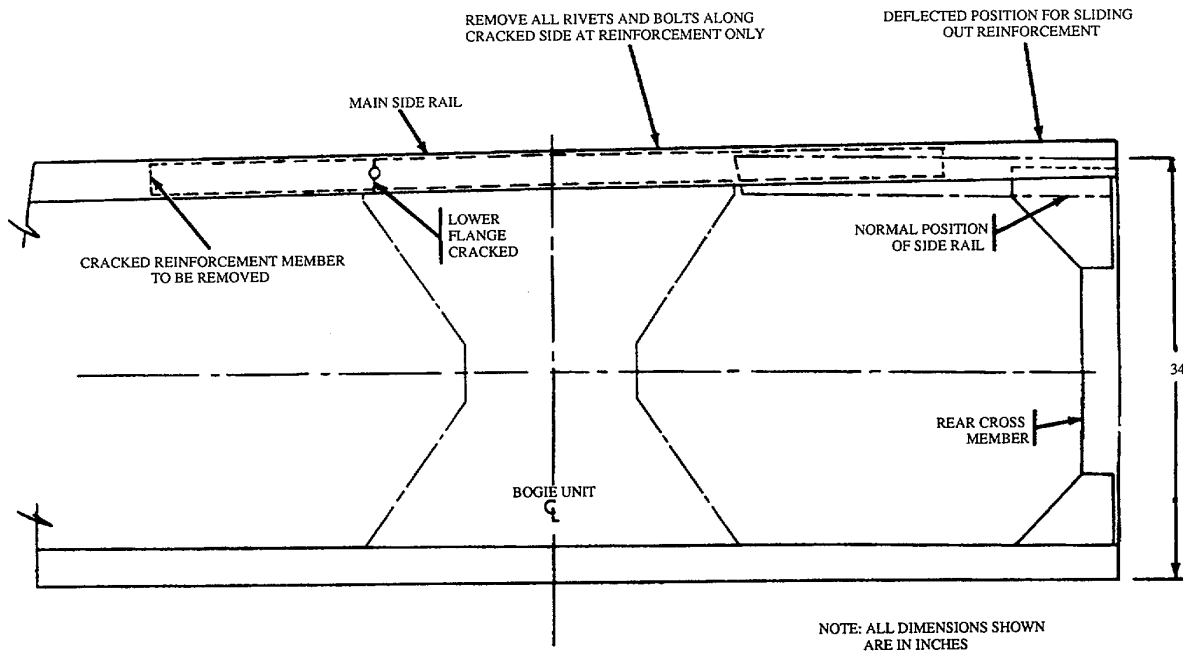 REMOVE ALL RIVETS AND BOLTS ALONG
CRACKED SIDE AT REINFORCEMENT ONLY
DEFLECTED POSITION FOR SLIDING
OUT REINFORCEMENT
MAIN SIDE RAIL
LOWER
FLANGE
CRACKED
CRACKED REINFORCEMENT MEMBER
TO BE REMOVED
NORMAL POSITION
OF SIDE RAIL
34
REAR CROSS
MEMBER
BOGIE UNIT
CL
NOTE: ALL DIMENSIONS SHOWN
ARE IN INCHES